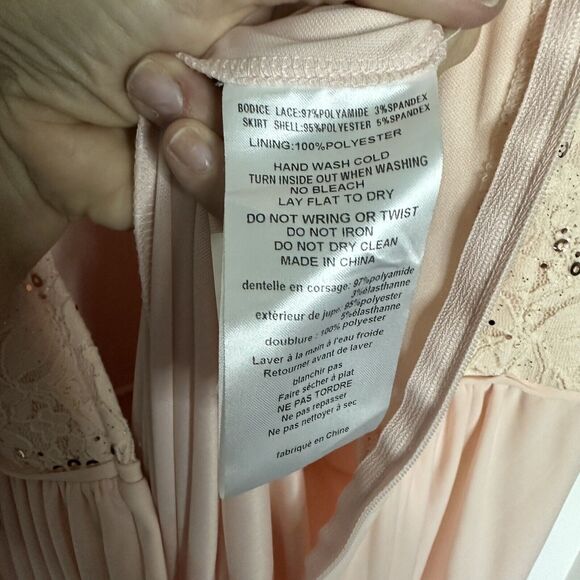 BODICE LACE:97%POLYAMIDE 3%SPANDEX
SKIRT SHELL:95%POLYESTER 5%SPANDEX
LINING:100%POLYESTER
HAND WASH COLD
TURN INSIDE OUT WHEN WASHING
NO BLEACH
LAY FLAT TO DRY
DO NOT WRING OR TWIST
DO NOT IRON
DO NOT DRY CLEAN
MADE IN CHINA
dentelle en corsage: 97%polyamide
3%élasthanne
extérieur de jupe: 95%polyester
5%élasthanne
doublure : 100% polyester
Laver à la main à l'eau froide
Retourner avant de laver
blanchir pas
Faire sécher à plat
NE PAS TORDRE
Ne pas repasser
Ne pas nettoyer à sec
fabriqué en Chine